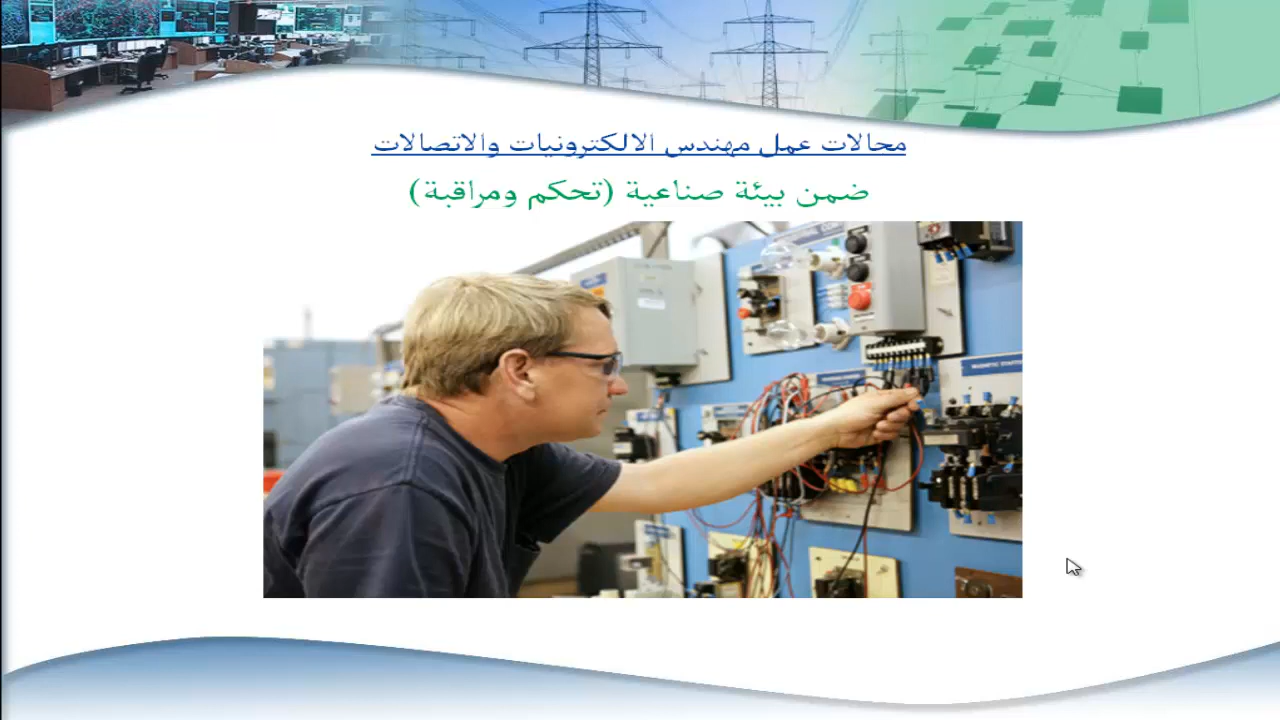 مجالات عمل مهندس الالكترونيات والاتصالات
ضمن بيئة صناعية (تحكم ومراقبة)